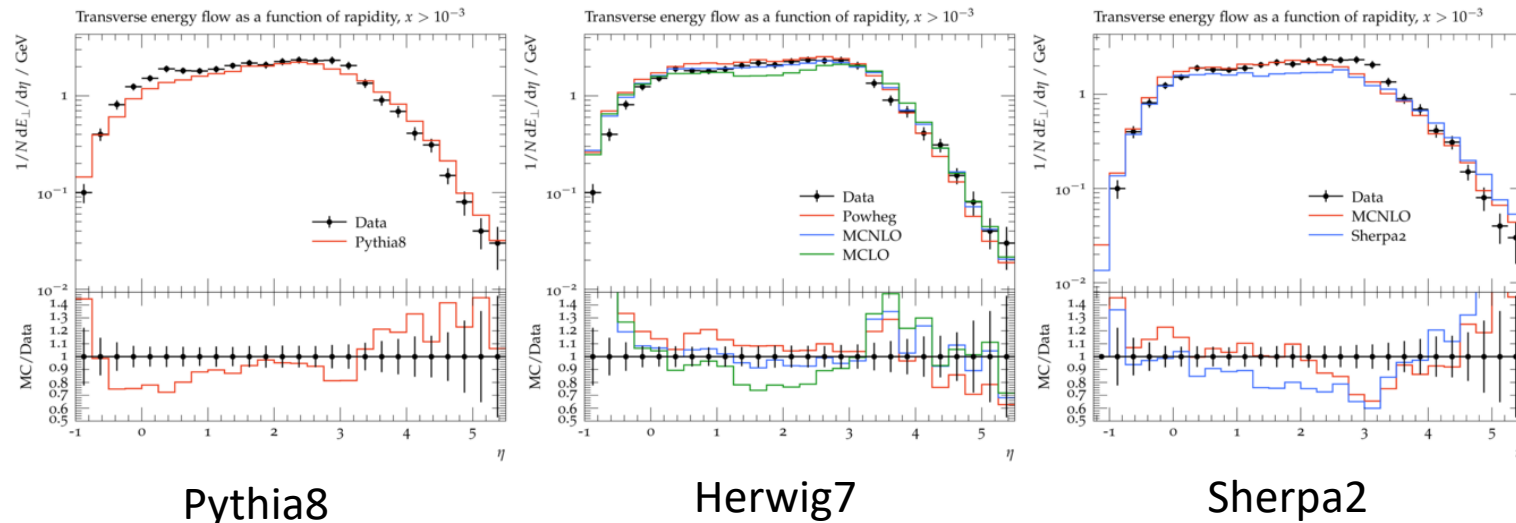 Transverse energy flow as a function of rapidity, x > 10⁻³
1/N dE⊥/dη / GeV
1
10⁻¹
10⁻²
Data
Pythia8
MC/Data
1.4
1.3
1.2
1.1
1
0.9
0.8
0.7
0.6
0.5
-1 0 1 2 3 4 5
η
Pythia8
Transverse energy flow as a function of rapidity, x > 10⁻³
1/N dE⊥/dη / GeV
1
10⁻¹
10⁻²
Data
Powheg
MCNLO
MCLO
MC/Data
1.4
1.3
1.2
1.1
1
0.9
0.8
0.7
0.6
0.5
-1 0 1 2 3 4 5
η
Herwig7
Transverse energy flow as a function of rapidity, x > 10⁻³
1/N dE⊥/dη / GeV
1
10⁻¹
10⁻²
Data
MCNLO
Sherpa2
MC/Data
1.4
1.3
1.2
1.1
1
0.9
0.8
0.7
0.6
0.5
-1 0 1 2 3 4 5
Sherpa2